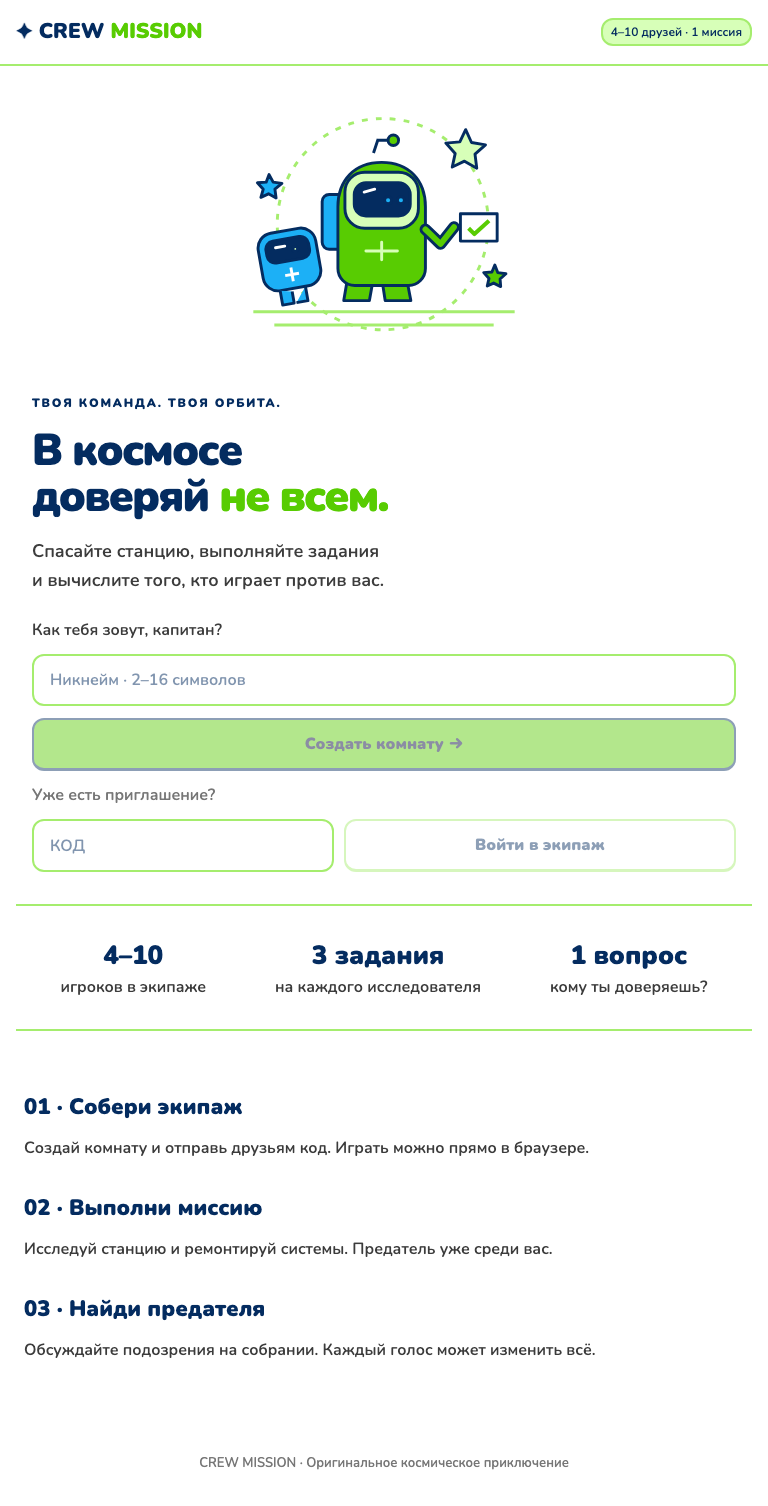 ✦ CREW MISSION
4–10 друзей · 1 миссия
ТВОЯ КОМАНДА. ТВОЯ ОРБИТА.
В космосе
доверяй не всем.
Спасайте станцию, выполняйте задания
и вычислите того, кто играет против вас.
Как тебя зовут, капитан?
Никнейм · 2–16 символов
Создать комнату →
Уже есть приглашение?
КОД
Войти в экипаж
4–10
игроков в экипаже
3 задания
на каждого исследователя
1 вопрос
кому ты доверяешь?
01 · Собери экипаж
Создай комнату и отправь друзьям код. Играть можно прямо в браузере.
02 · Выполни миссию
Исследуй станцию и ремонтируй системы. Предатель уже среди вас.
03 · Найди предателя
Обсуждайте подозрения на собрании. Каждый голос может изменить всё.
CREW MISSION · Оригинальное космическое приключение